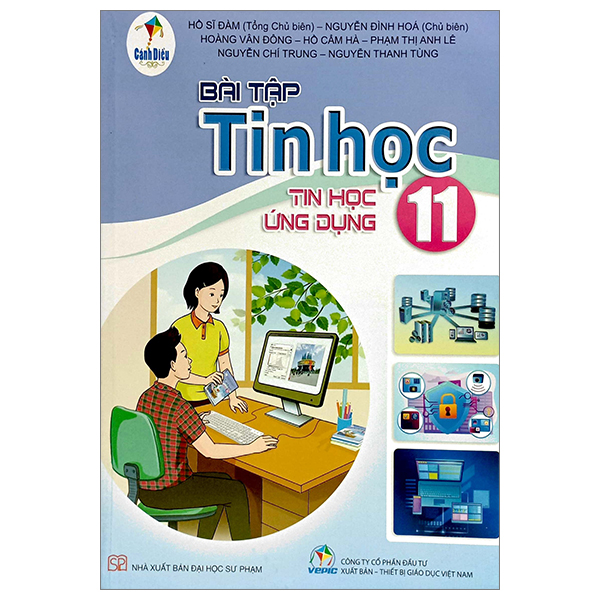 Cánh Diều
HỒ SĨ ĐÀM (Tổng Chủ biên) – NGUYỄN ĐÌNH HOÁ (Chủ biên)
HOÀNG VÂN ĐÔNG – HỒ CẨM HÀ – PHẠM THỊ ANH LÊ
NGUYỄN CHÍ TRUNG – NGUYỄN THANH TÙNG
BÀI TẬP
Tin học
TIN HỌC
ỨNG DỤNG
11
SP
NHÀ XUẤT BẢN ĐẠI HỌC SƯ PHẠM
VEPIC
CÔNG TY CỔ PHẦN ĐẦU TƯ
XUẤT BẢN – THIẾT BỊ GIÁO DỤC VIỆT NAM